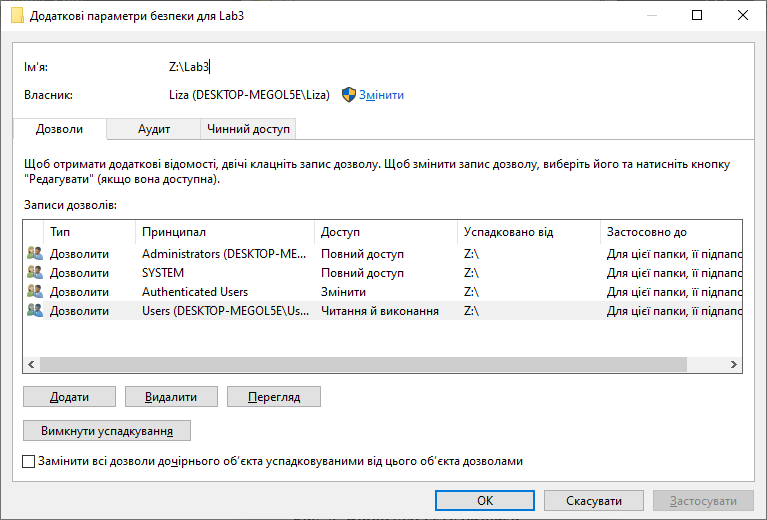 Додаткові параметри безпеки для Lab3
Ім'я: Z:\Lab3
Власник: Liza (DESKTOP-MEGOL5E\Liza) Змінити
Дозволи Аудит Чинний доступ
Щоб отримати додаткові відомості, двічі клацніть запис дозволу. Щоб змінити запис дозволу, виберіть його та натисніть кнопку
"Редагувати" (якщо вона доступна).
Записи дозволів:
Тип Принципал Доступ Успадковано від Застосовно до
Дозволити Administrators (DESKTOP-ME... Повний доступ Z:\ Для цієї папки, її підпапо
Дозволити SYSTEM Повний доступ Z:\ Для цієї папки, її підпапо
Дозволити Authenticated Users Змінити Z:\ Для цієї папки, її підпапо
Дозволити Users (DESKTOP-MEGOL5E\Us... Читання й виконання Z:\ Для цієї папки, її підпапо
Додати Видалити Перегляд
Вимкнути успадкування
Замінити всі дозволи дочірнього об'єкта успадковуваними від цього об'єкта дозволами
ОК Скасувати Застосувати